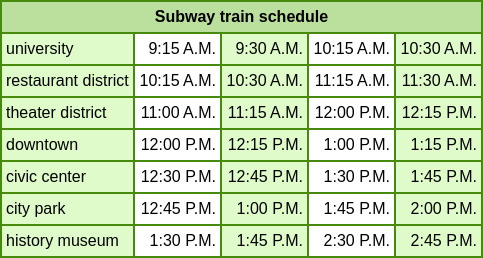 Subway train schedule
university 9:15 A.M. 9:30 A.M. 10:15 A.M. 10:30 A.M.
restaurant district 10:15 A.M. 10:30 A.M. 11:15 A.M. 11:30 A.M.
theater district 11:00 A.M. 11:15 A.M. 12:00 P.M. 12:15 P.M.
downtown 12:00 P.M. 12:15 P.M. 1:00 P.M. 1:15 P.M.
civic center 12:30 P.M. 12:45 P.M. 1:30 P.M. 1:45 P.M.
city park 12:45 P.M. 1:00 P.M. 1:45 P.M. 2:00 P.M.
history museum 1:30 P.M. 1:45 P.M. 2:30 P.M. 2:45 P.M.